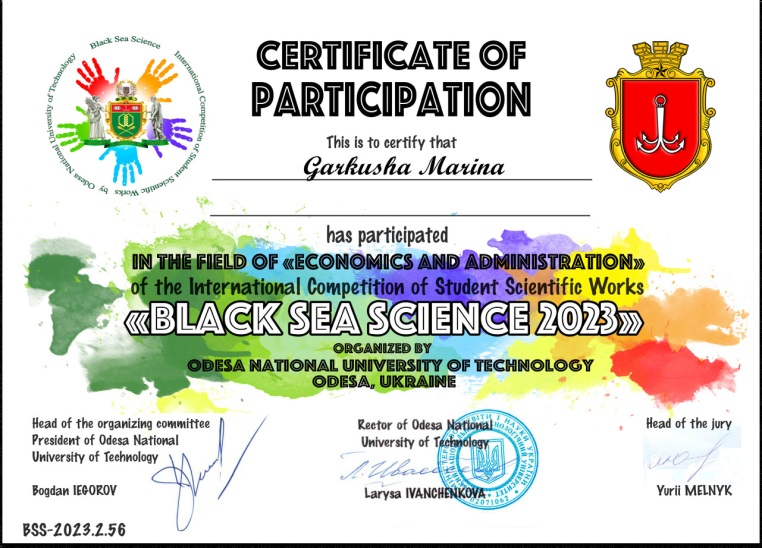 Black Sea Science
International Competition of Student Scientific Works by Odesa National University of Technology
CERTIFICATE OF
PARTICIPATION
This is to certify that
Garkusha Marina
has participated
IN THE FIELD OF «ECONOMICS AND ADMINISTRATION»
of the International Competition of Student Scientific Works
«BLACK SEA SCIENCE 2023»
ORGANIZED BY
ODESA NATIONAL UNIVERSITY OF TECHNOLOGY
ODESA, UKRAINE
Head of the organizing committee
President of Odesa National
University of Technology
Bogdan IEGOROV
Rector of Odesa National
University of Technology
Larysa IVANCHENKOVA
Head of the jury
Yurii MELNYK
02071062
BSS-2023.2.56